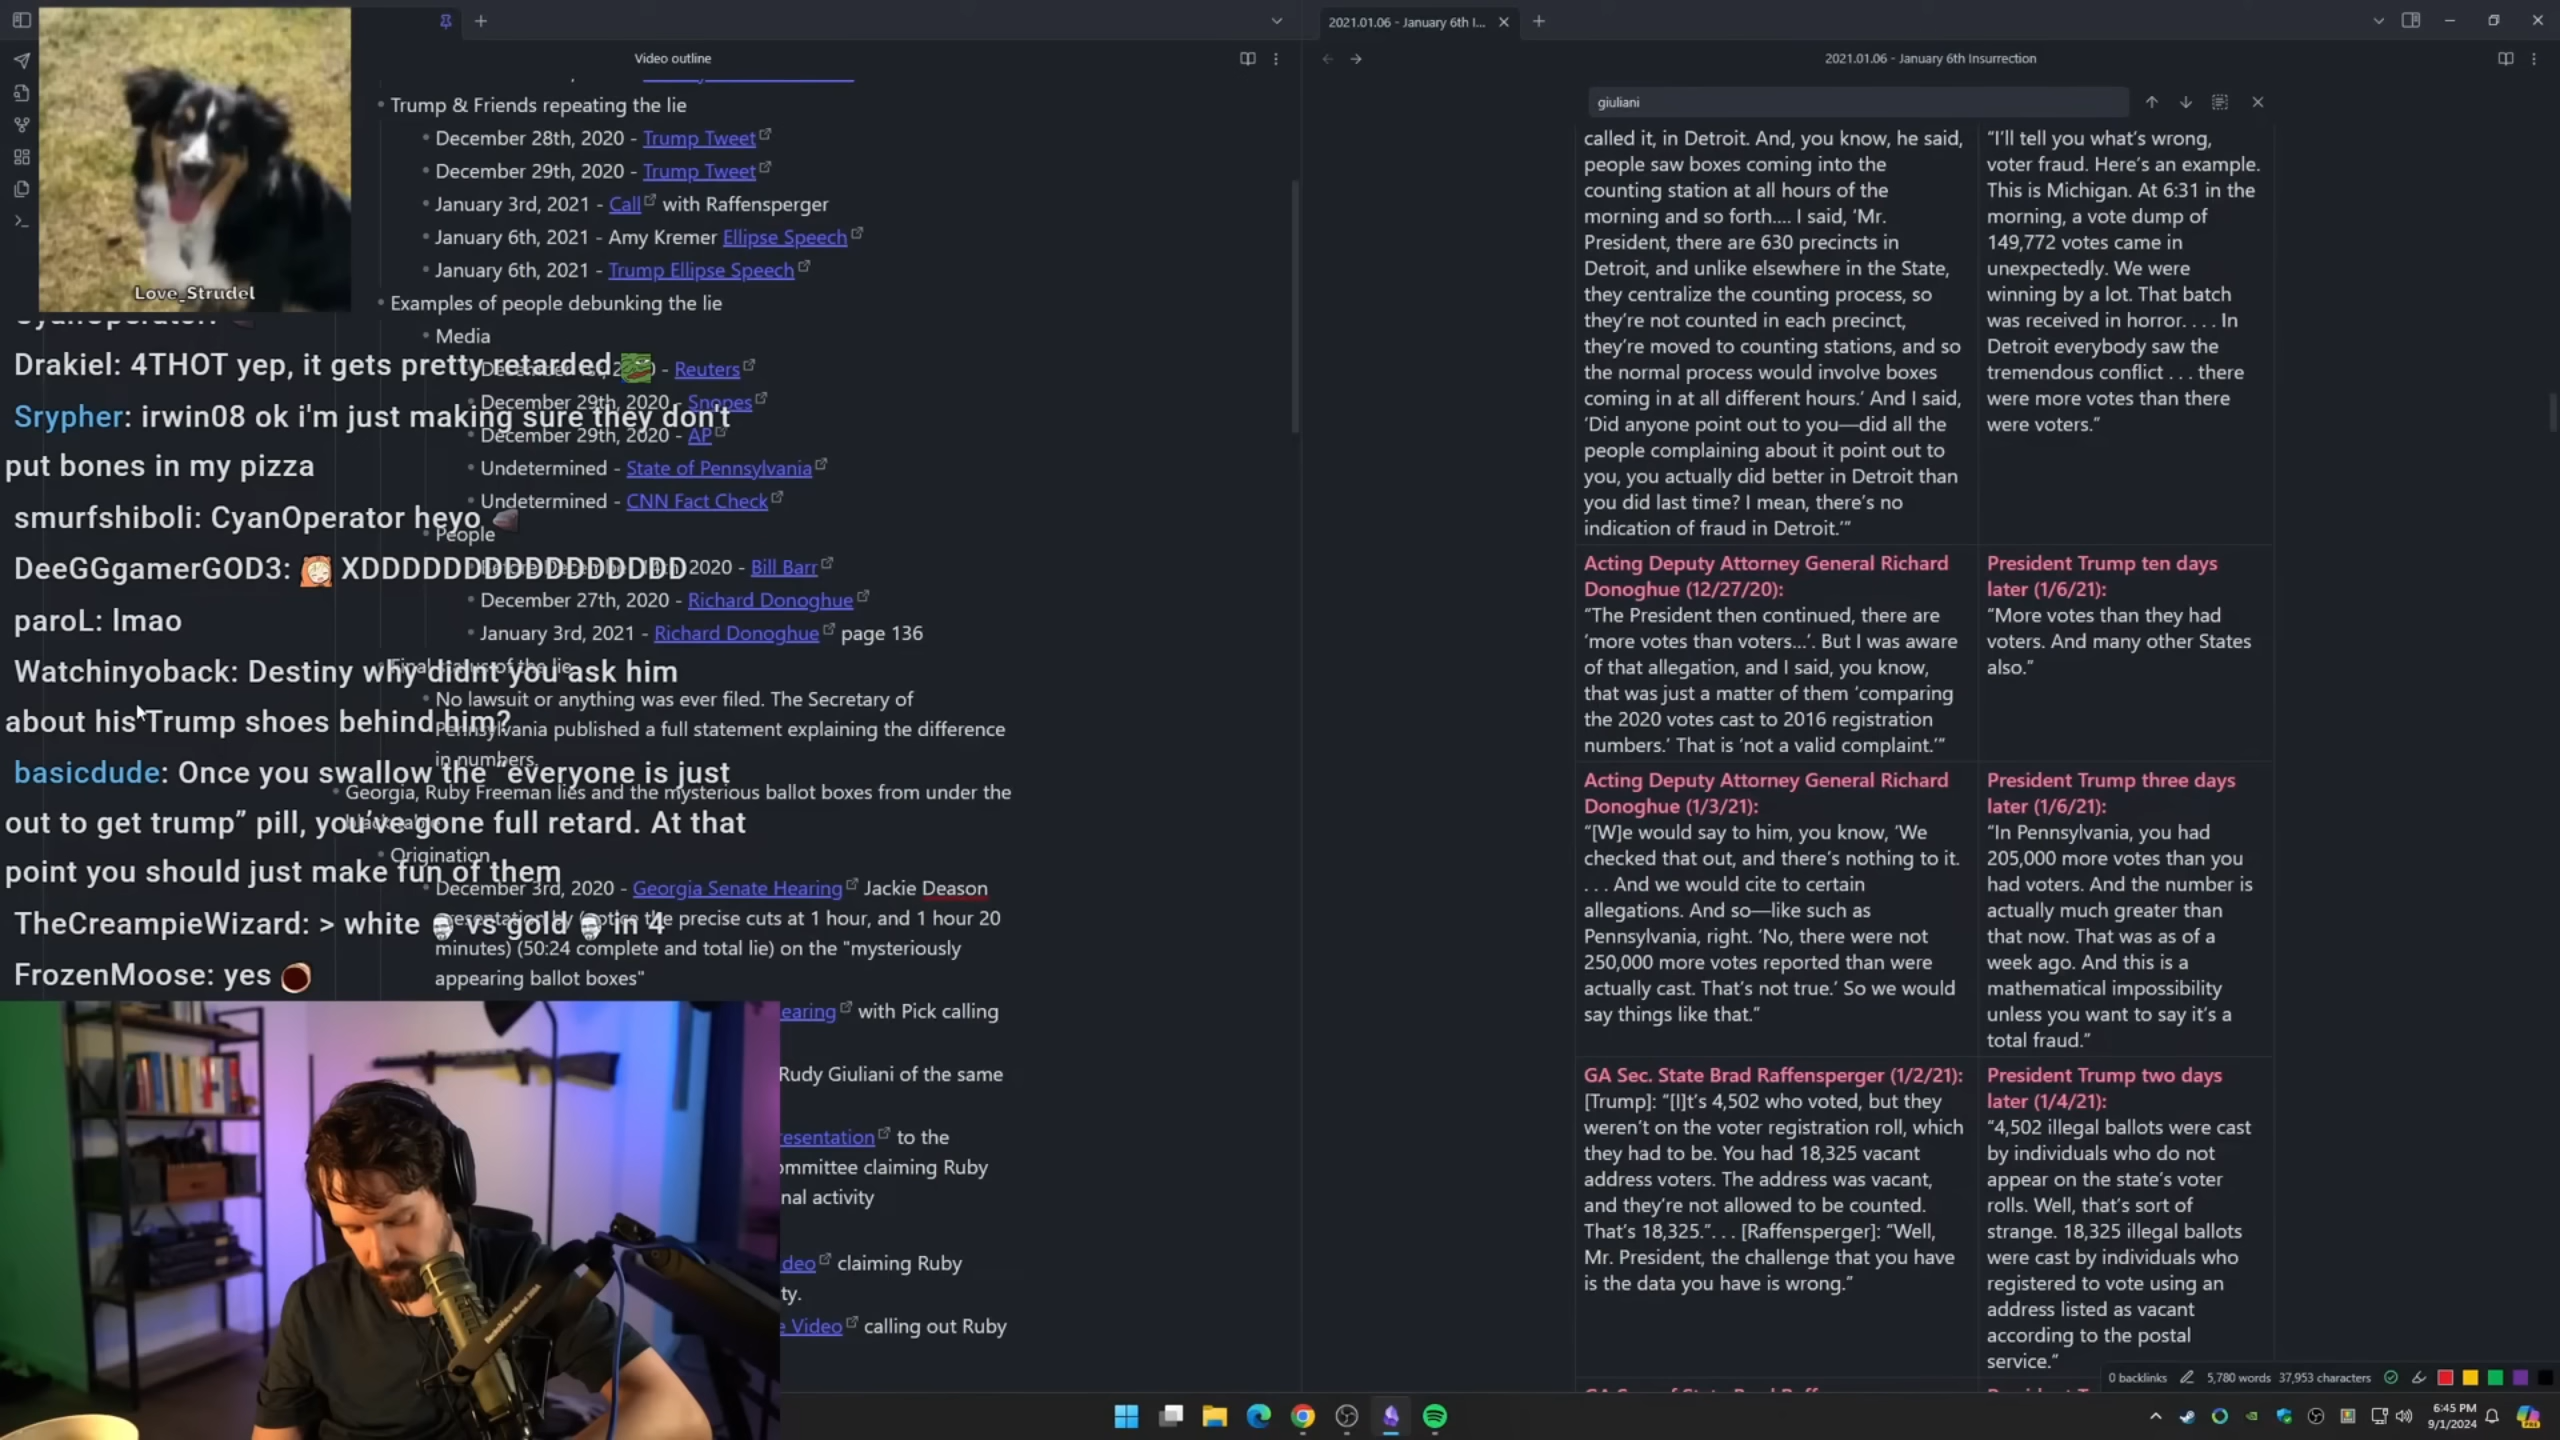 Video outline
Trump & Friends repeating the lie
December 28th, 2020 - Trump Tweet
December 29th, 2020 - Trump Tweet
January 3rd, 2021 - Call with Raffensperger
January 6th, 2021 - Amy Kremer Ellipse Speech
January 6th, 2021 - Trump Ellipse Speech
Examples of people debunking the lie
Media
- Reuters
December 29th, 2020 - Snopes
December 29th, 2020 - AP
Undetermined - State of Pennsylvania
Undetermined - CNN Fact Check
People
2020 - Bill Barr
December 27th, 2020 - Richard Donoghue
January 3rd, 2021 - Richard Donoghue page 136
Final status of the lie
No lawsuit or anything was ever filed. The Secretary of
Pennsylvania published a full statement explaining the difference
in numbers.
Georgia, Ruby Freeman lies and the mysterious ballot boxes from under the
Origination
December 3rd, 2020 - Georgia Senate Hearing Jackie Deason
presentation by (notice the precise cuts at 1 hour, and 1 hour 20
minutes) (50:24 complete and total lie) on the "mysteriously
appearing ballot boxes"
earing with Pick calling
Rudy Giuliani of the same
resentation to the
ommittee claiming Ruby
nal activity
deo claiming Ruby
ty.
e Video calling out Ruby
Love_Strudel
Drakiel: 4THOT yep, it gets pretty retarded
Srypher: irwin08 ok i'm just making sure they don't
put bones in my pizza
smurfshiboli: CyanOperator heyo
DeeGGgamerGOD3: XDDDDDDDDDDDDDDDD
paroL: lmao
Watchinyoback: Destiny why didnt you ask him
about his Trump shoes behind him?
basicdude: Once you swallow the “everyone is just
out to get trump” pill, you’ve gone full retard. At that
point you should just make fun of them
TheCreampieWizard: > white vs gold in 4
FrozenMoose: yes
2021.01.06 - January 6th I...
2021.01.06 - January 6th Insurrection
giuliani
called it, in Detroit. And, you know, he said,
people saw boxes coming into the
counting station at all hours of the
morning and so forth.... I said, ‘Mr.
President, there are 630 precincts in
Detroit, and unlike elsewhere in the State,
they centralize the counting process, so
they’re not counted in each precinct,
they’re moved to counting stations, and so
the normal process would involve boxes
coming in at all different hours.’ And I said,
‘Did anyone point out to you—did all the
people complaining about it point out to
you, you actually did better in Detroit than
you did last time? I mean, there’s no
indication of fraud in Detroit.’”
“I’ll tell you what’s wrong,
voter fraud. Here’s an example.
This is Michigan. At 6:31 in the
morning, a vote dump of
149,772 votes came in
unexpectedly. We were
winning by a lot. That batch
was received in horror. . . . In
Detroit everybody saw the
tremendous conflict . . . there
were more votes than there
were voters.”
Acting Deputy Attorney General Richard
Donoghue (12/27/20):
“The President then continued, there are
‘more votes than voters...’. But I was aware
of that allegation, and I said, you know,
that was just a matter of them ‘comparing
the 2020 votes cast to 2016 registration
numbers.’ That is ‘not a valid complaint.’”
President Trump ten days
later (1/6/21):
“More votes than they had
voters. And many other States
also.”
Acting Deputy Attorney General Richard
Donoghue (1/3/21):
“[W]e would say to him, you know, ‘We
checked that out, and there’s nothing to it.
. . . And we would cite to certain
allegations. And so—like such as
Pennsylvania, right. ‘No, there were not
250,000 more votes reported than were
actually cast. That’s not true.’ So we would
say things like that.”
President Trump three days
later (1/6/21):
“In Pennsylvania, you had
205,000 more votes than you
had voters. And the number is
actually much greater than
that now. That was as of a
week ago. And this is a
mathematical impossibility
unless you want to say it’s a
total fraud.”
GA Sec. State Brad Raffensperger (1/2/21):
[Trump]: “[I]t’s 4,502 who voted, but they
weren’t on the voter registration roll, which
they had to be. You had 18,325 vacant
address voters. The address was vacant,
and they’re not allowed to be counted.
That’s 18,325.”. . . [Raffensperger]: “Well,
Mr. President, the challenge that you have
is the data you have is wrong.”
President Trump two days
later (1/4/21):
“4,502 illegal ballots were cast
by individuals who do not
appear on the state’s voter
rolls. Well, that’s sort of
strange. 18,325 illegal ballots
were cast by individuals who
registered to vote using an
address listed as vacant
according to the postal
service.”
0 backlinks 5,780 words 37,953 characters
6:45 PM
9/1/2024